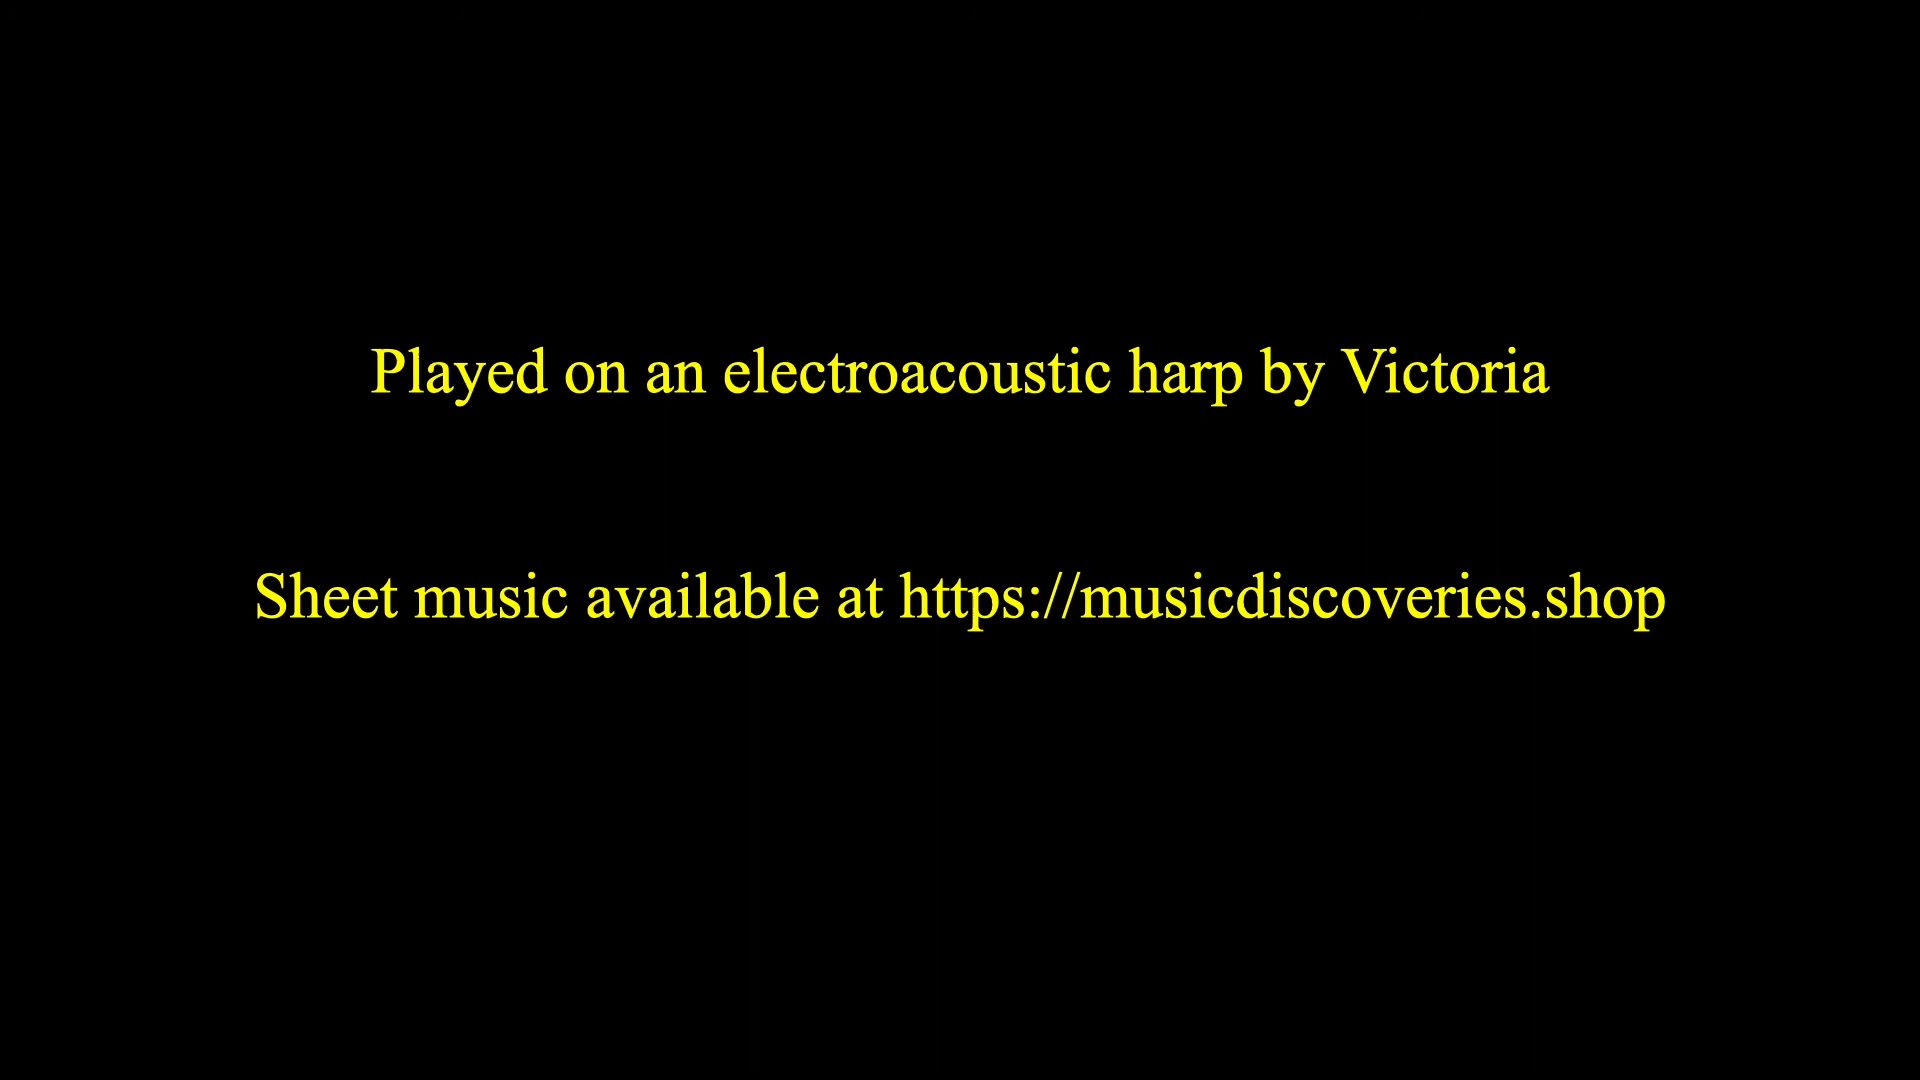 Played on an electroacoustic harp by Victoria
Sheet music available at https://musicdiscoveries.shop